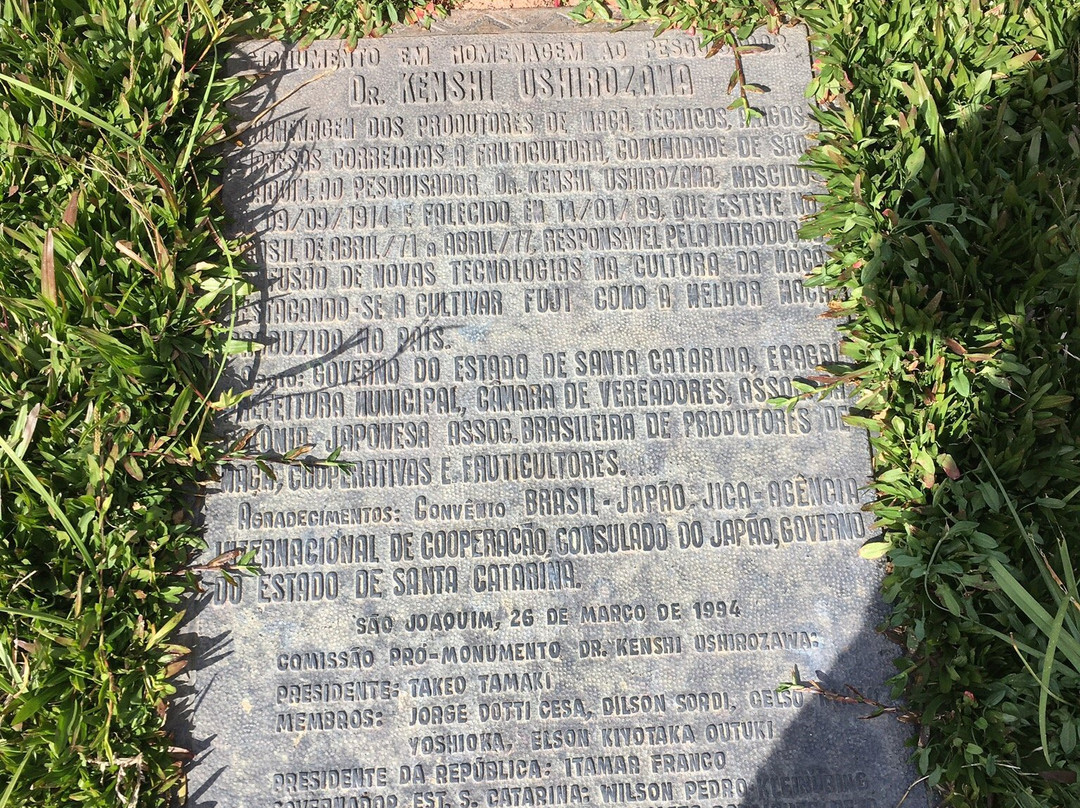 MONUMENTO EM HOMENAGEM AO PESQUISADOR
DR. KENSHI USHIROZAWA
HOMENAGEM DOS PRODUTORES DE MAÇÃ, TÉCNICOS, AMIGOS,
EMPRESAS CORRELATAS A FRUTICULTURA, COMUNIDADE DE SÃO
JOAQUIM, AO PESQUISADOR DR. KENSHI USHIROZAWA, NASCIDO
09/09/1914 E FALECIDO EM 14/01/89, QUE ESTEVE NO
BRASIL DE ABRIL/71 A ABRIL/77, RESPONSÁVEL PELA INTRODUÇÃO
DIFUSÃO DE NOVAS TECNOLOGIAS NA CULTURA DA MAÇÃ
DESTACANDO-SE A CULTIVAR FUJI COMO A MELHOR MAÇÃ
PRODUZIDA NO PAÍS.
GOVERNO DO ESTADO DE SANTA CATARINA, EPAGRI,
PREFEITURA MUNICIPAL, CÂMARA DE VEREADORES, ASSOC.
COLÔNIA JAPONESA ASSOC. BRASILEIRA DE PRODUTORES DE
MAÇÃ, COOPERATIVAS E FRUTICULTORES.
AGRADECIMENTOS: CONVÊNIO BRASIL-JAPÃO, JICA-AGÊNCIA
INTERNACIONAL DE COOPERAÇÃO, CONSULADO DO JAPÃO, GOVERNO
DO ESTADO DE SANTA CATARINA.
SÃO JOAQUIM, 26 DE MARÇO DE 1994
COMISSÃO PRÓ-MONUMENTO DR. KENSHI USHIROZAWA:
PRESIDENTE: TAKEO TAMAKI
MEMBROS: JORGE DOTTI CESA, DILSON SORDI, CELSO
YOSHIOKA, ELSON KIYOTAKA OUTUKI
PRESIDENTE DA REPÚBLICA: ITAMAR FRANCO
GOVERNADOR EST. S. CATARINA: WILSON PEDRO KLEINUBING